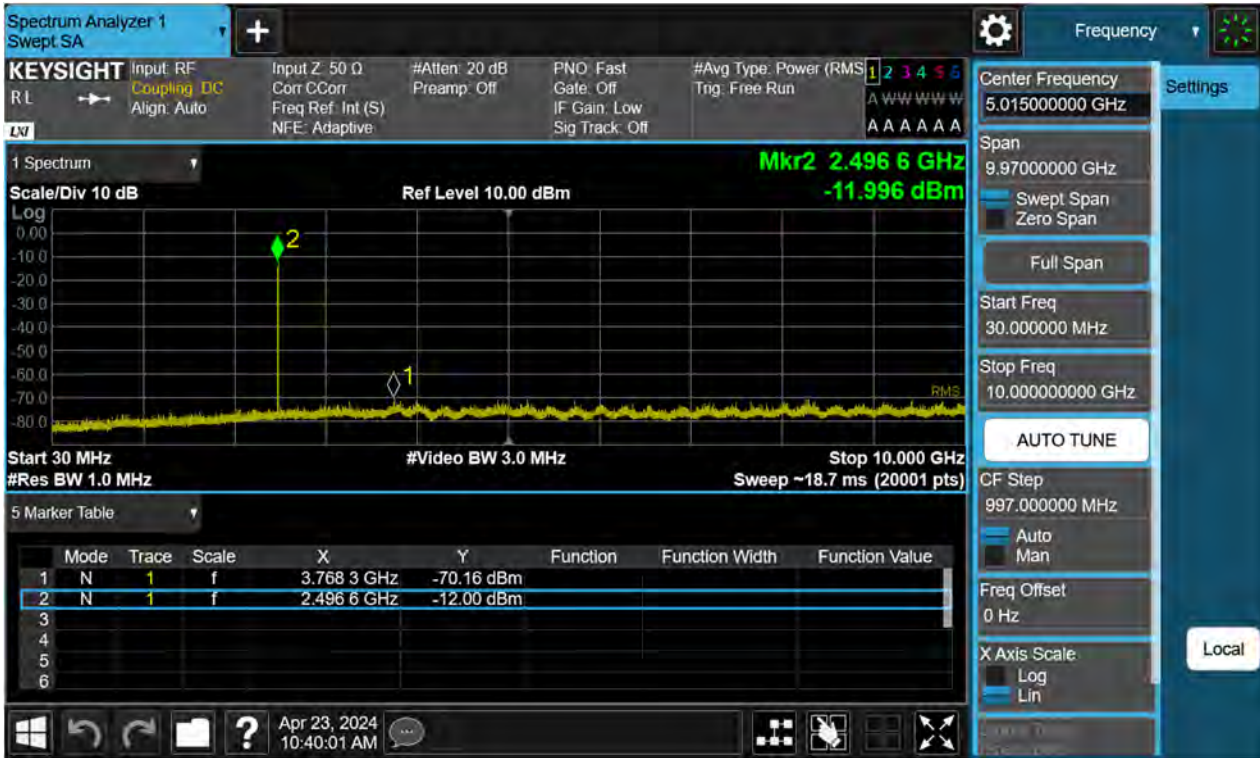 Spectrum Analyzer 1
Swept SA
+
Frequency
KEYSIGHT
RL
LXI
Input: RF
Coupling: DC
Align: Auto
Input Z: 50 Ω
Corr CCorr
Freq Ref: Int (S)
NFE: Adaptive
#Atten: 20 dB
Preamp: Off
PNO: Fast
Gate: Off
IF Gain: Low
Sig Track: Off
#Avg Type: Power (RMS
Trig: Free Run
1 2 3 4 5 6
A W W W W W
A A A A A A
1 Spectrum
Scale/Div 10 dB
Ref Level 10.00 dBm
Mkr2 2.496 6 GHz
-11.996 dBm
Log
0.00
-10.0
-20.0
-30.0
-40.0
-50.0
-60.0
-70.0
-80.0
2
1
RMS
Start 30 MHz
#Video BW 3.0 MHz
Stop 10.000 GHz
#Res BW 1.0 MHz
Sweep ~18.7 ms (20001 pts)
5 Marker Table
Mode Trace Scale X Y Function Function Width Function Value
1 N 1 f 3.768 3 GHz -70.16 dBm
2 N 1 f 2.496 6 GHz -12.00 dBm
3
4
5
6
?
Apr 23, 2024
10:40:01 AM
Center Frequency
5.015000000 GHz
Settings
Span
9.97000000 GHz
Swept Span
Zero Span
Full Span
Start Freq
30.000000 MHz
Stop Freq
10.000000000 GHz
AUTO TUNE
CF Step
997.000000 MHz
Auto
Man
Freq Offset
0 Hz
X Axis Scale
Log
Lin
Local